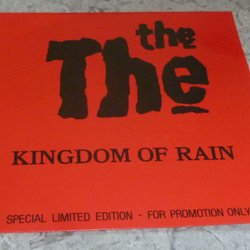 the
The
KINGDOM OF RAIN
SPECIAL LIMITED EDITION - FOR PROMOTION ONLY